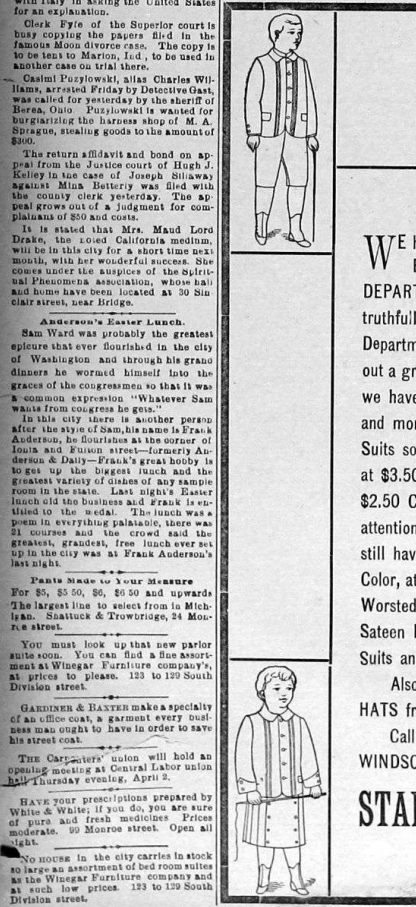 with Italy in asking the United States
for an explanation.
Clerk Fyfe of the Superior court is
busy copying the papers filed in the
famous Moon divorce case. The copy is
to be tens to Marion, Ind, to be used in
another case on trial there.
Casimi Puzylowski, alias Charles Wil-
liams, arrested Friday by Detective Gast,
was called for yesterday by the sheriff of
Berea, Ohio. Puzylowski is wanted for
burglarizing the harness shop of M. A.
Sprague, stealing goods to the amount of
$300.
The return affidavit and bond on ap-
peal from the Justice court of Hugh J.
Kelley in the case of Joseph Sillaway
against Mina Betterly was filed with
the county clerk yesterday. The ap
peal grows out of a judgment for com-
plainant of $50 and costs.
It is stated that Mrs. Maud Lord
Drake, the noted California medium,
will be in this city for a short time next
month, with her wonderful success. She
comes under the auspices of the Spirit-
ual Phenomena association, whose hall
and home have been located at 30 Sin-
clair street, near Bridge.
Anderson's Easter Lunch.
Sam Ward was probably the greatest
epicure that ever flourished in the city
of Washington and through his grand
dinners he wormed himself into the
graces of the congressmen so that it was
a common expression "Whatever Sam
wants from congress he gets."
In this city there is another person
after the style of Sam, his name is Frank
Anderson, he flourishes at the corner of
Ionia and Fulton street—formerly An-
derson & Daily—Frank's great hobby is
to get up the biggest lunch and the
greatest variety of dishes of any sample
room in the state. Last night's Easter
lunch did the business and Frank is en-
titled to the medal. The lunch was a
poem in everything palatable, there was
21 courses and the crowd said the
greatest, grandest, free lunch ever set
up in the city was at Frank Anderson's
last night.
Pants Made to Your Measure
For $5, $5 50, $6, $6 50 and upwards
The largest line to select from in Mich-
igan. Snattuck & Trowbridge, 24 Mon-
roe street.
YOU must look up that new parlor
suite soon. You can find a fine assort-
ment at Winegar Furniture company's,
at prices to please. 123 to 129 South
Division street.
GARDINER & BAXTER make a specialty
of an office coat, a garment every busi-
ness man ought to have in order to save
his street coat.
THE Carpenters' union will hold an
opening meeting at Central Labor union
hall Thursday evening, April 2.
HAVE your prescriptions prepared by
White & White; if you do, you are sure
of pure and fresh medicines Prices
moderate. 99 Monroe street. Open all
night.
NO HOUSE in the city carries in stock
so large an assortment of bed room suites
as the Winegar Furniture company and
at such low prices. 123 to 129 South
Division street.
WE
DEPART
truthfull
Departm
out a gr
we have
and mor
Suits so
at $3.50
$2.50 C
attention
still hav
Color, at
Worsted
Sateen
Suits an
Also
HATS fr
Call
WINDSO
STA